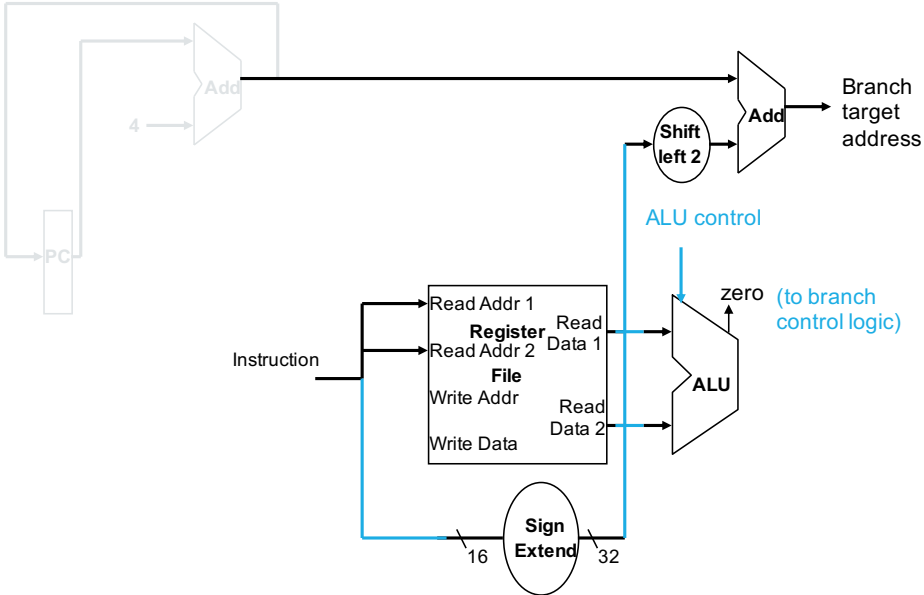 Add
4
PC
Shift
left 2
Add
Branch
target
address
ALU control
zero
(to branch
control logic)
Instruction
Read Addr 1
Register
Read Addr 2
File
Write Addr
Write Data
Read
Data 1
Read
Data 2
ALU
Sign
Extend
16
32